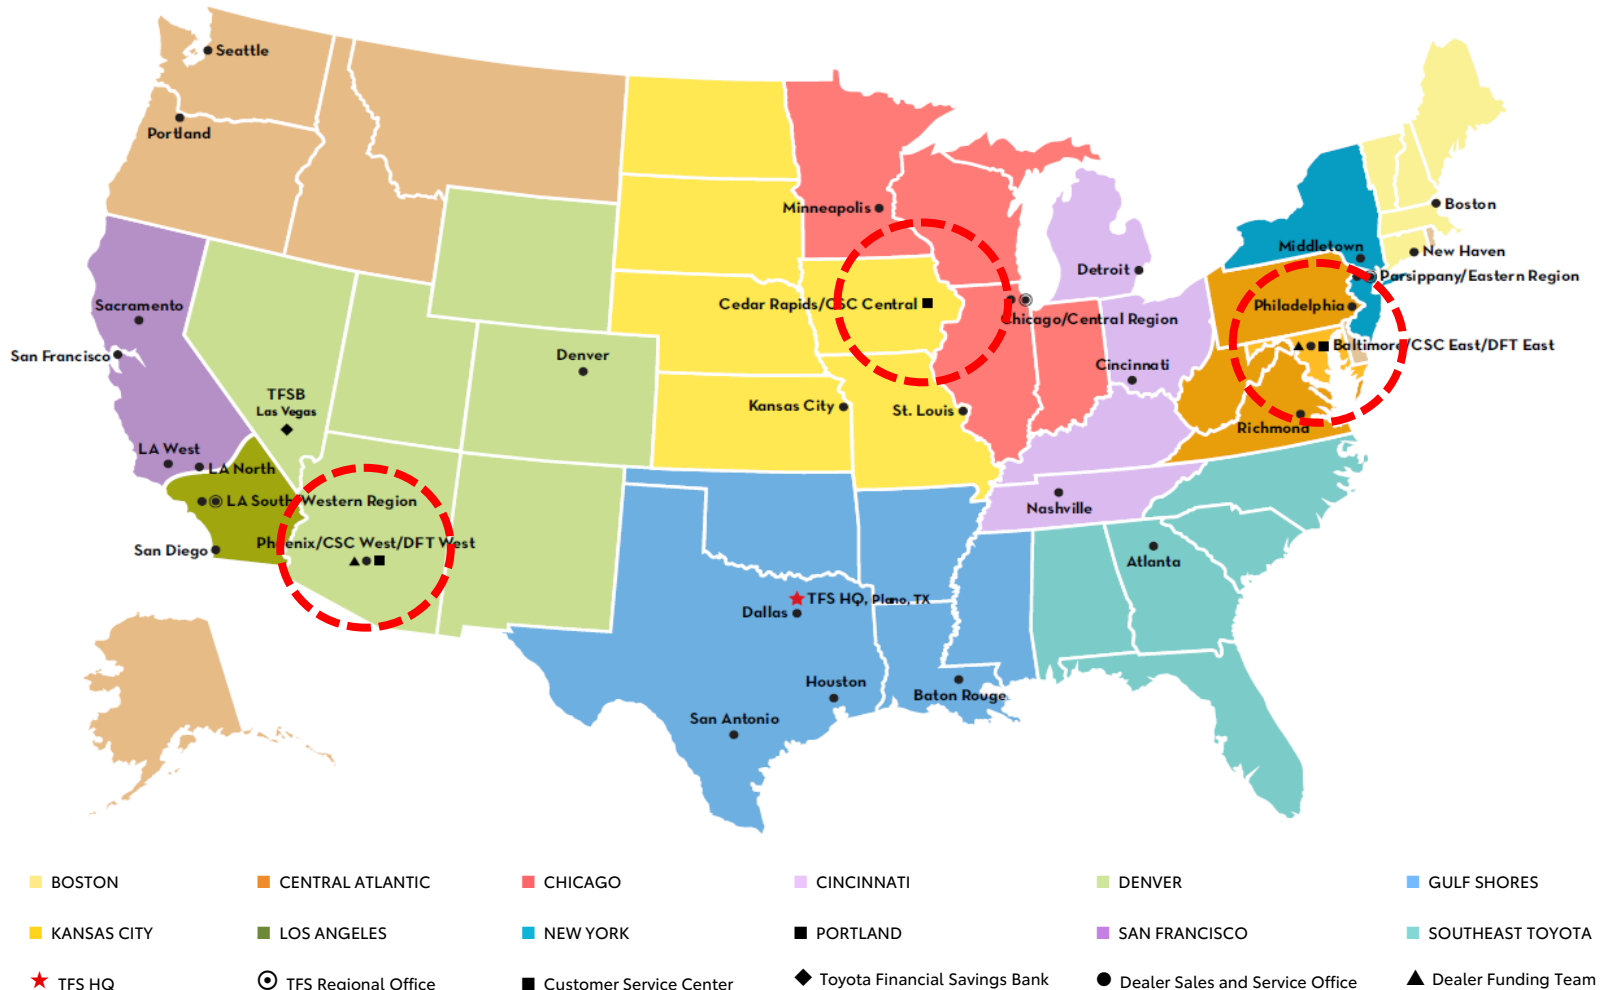 Seattle
Portland
Minneapolis
Boston
Middletown
New Haven
Detroit
Parsippany/Eastern Region
Sacramento
Cedar Rapids/CSC Central
Philadelphia
Chicago/Central Region
San Francisco
Denver
Baltimore/CSC East/DFT East
Cincinnati
TFSB
Las Vegas
Kansas City
St. Louis
Richmond
LA West
LA North
LA South/Western Region
Nashville
Phoenix/CSC West/DFT West
San Diego
Atlanta
TFS HQ, Plano, TX
Dallas
Houston
Baton Rouge
San Antonio
BOSTON
CENTRAL ATLANTIC
CHICAGO
CINCINNATI
DENVER
GULF SHORES
KANSAS CITY
LOS ANGELES
NEW YORK
PORTLAND
SAN FRANCISCO
SOUTHEAST TOYOTA
TFS HQ
TFS Regional Office
Customer Service Center
Toyota Financial Savings Bank
Dealer Sales and Service Office
Dealer Funding Team